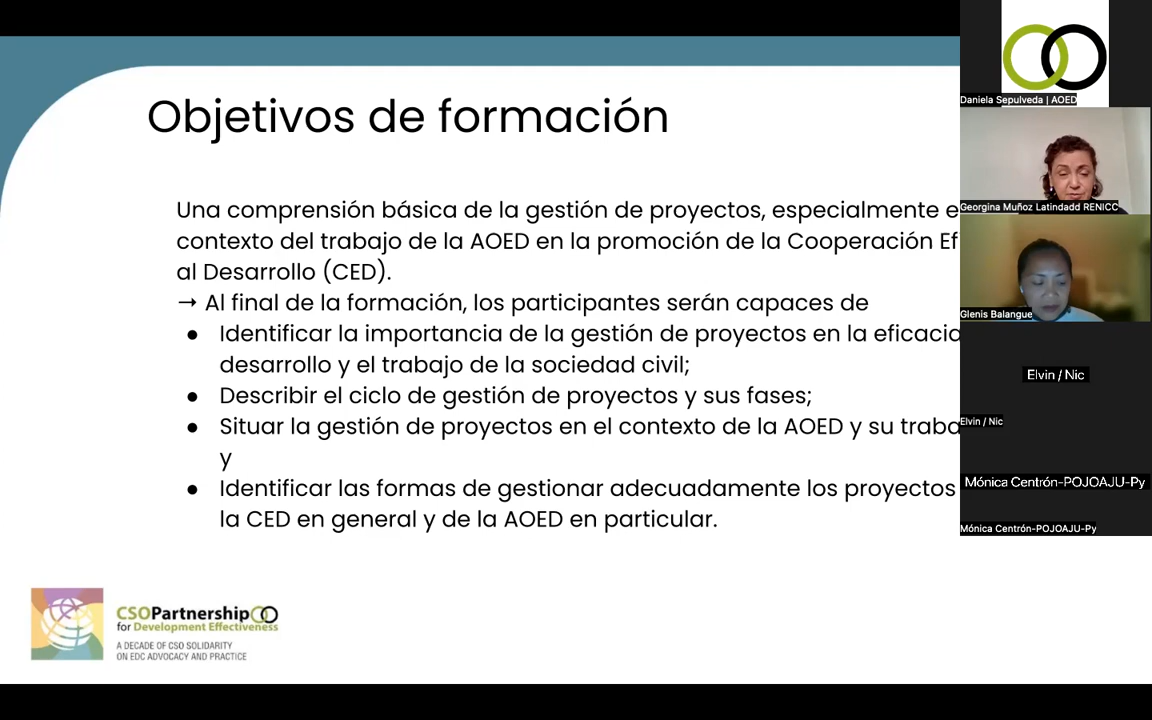 Objetivos de formación
Una comprensión básica de la gestión de proyectos, especialmente e
contexto del trabajo de la AOED en la promoción de la Cooperación Ef
al Desarrollo (CED).
→ Al final de la formación, los participantes serán capaces de
● Identificar la importancia de la gestión de proyectos en la eficacia
desarrollo y el trabajo de la sociedad civil;
● Describir el ciclo de gestión de proyectos y sus fases;
● Situar la gestión de proyectos en el contexto de la AOED y su traba
y
● Identificar las formas de gestionar adecuadamente los proyectos
la CED en general y de la AOED en particular.
CSOPartnership
for Development Effectiveness
A DECADE OF CSO SOLIDARITY
ON EDC ADVOCACY AND PRACTICE
Daniela Sepulveda | AOED
Georgina Muñoz Latindadd RENICC
Glenis Balangue
Elvin / Nic
Elvin / Nic
Mónica Centrón-POJOAJU-Py
Mónica Centrón-POJOAJU-Py